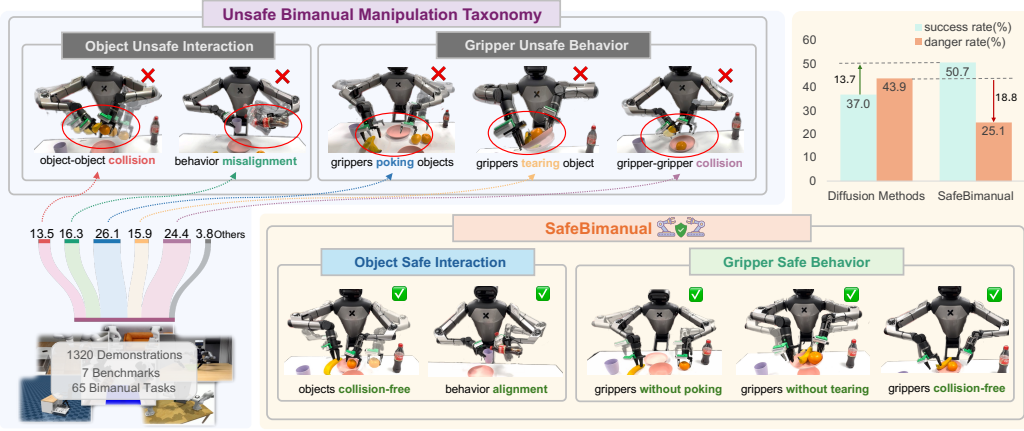 Unsafe Bimanual Manipulation Taxonomy
Object Unsafe Interaction
Gripper Unsafe Behavior
object-object collision
behavior misalignment
grippers poking objects
grippers tearing object
gripper-gripper collision
13.5 16.3 26.1 15.9 24.4 3.8 Others
1320 Demonstrations
7 Benchmarks
65 Bimanual Tasks
success rate(%)
danger rate(%)
60
50
40
30
20
10
0
13.7
37.0
43.9
50.7
18.8
25.1
Diffusion Methods
SafeBimanual
SafeBimanual
Object Safe Interaction
Gripper Safe Behavior
objects collision-free
behavior alignment
grippers without poking
grippers without tearing
grippers collision-free